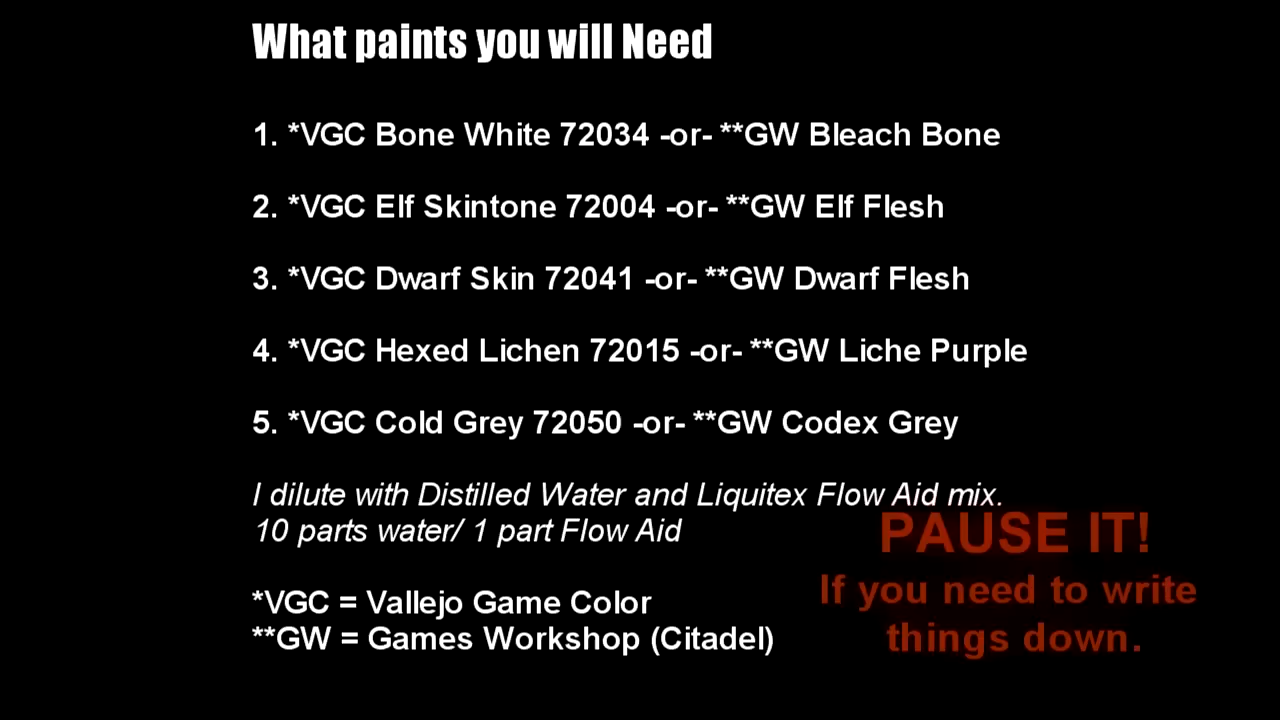 What paints you will Need
1. *VGC Bone White 72034 -or- **GW Bleach Bone
2. *VGC Elf Skintone 72004 -or- **GW Elf Flesh
3. *VGC Dwarf Skin 72041 -or- **GW Dwarf Flesh
4. *VGC Hexed Lichen 72015 -or- **GW Liche Purple
5. *VGC Cold Grey 72050 -or- **GW Codex Grey
I dilute with Distilled Water and Liquitex Flow Aid mix.
10 parts water/ 1 part Flow Aid
*VGC = Vallejo Game Color
**GW = Games Workshop (Citadel)
PAUSE IT!
If you need to write
things down.